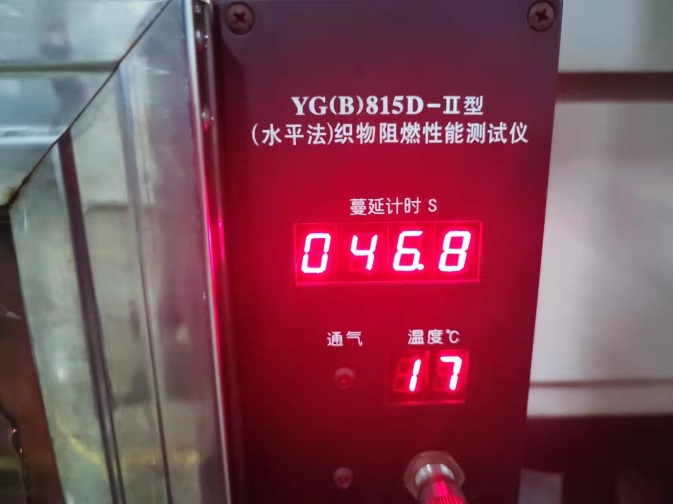 YG(B)815D-Ⅱ型
(水平法)织物阻燃性能测试仪
蔓延计时 S
046.8
通气 温度℃
17